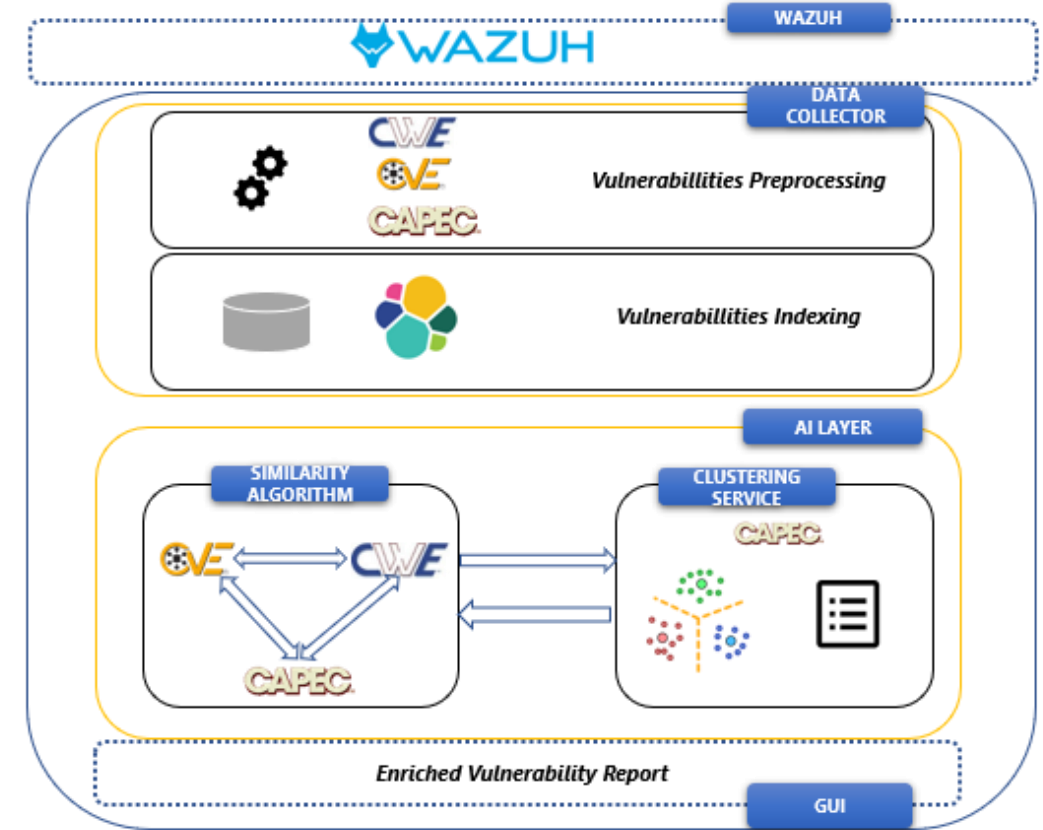 WAZUH
WAZUH
DATA
COLLECTOR
CWE
CVE
Vulnerabillities Preprocessing
CAPEC
Vulnerabillities Indexing
AI LAYER
SIMILARITY
ALGORITHM
CLUSTERING
SERVICE
CAPEC
CVE
CWE
CAPEC
Enriched Vulnerability Report
GUI